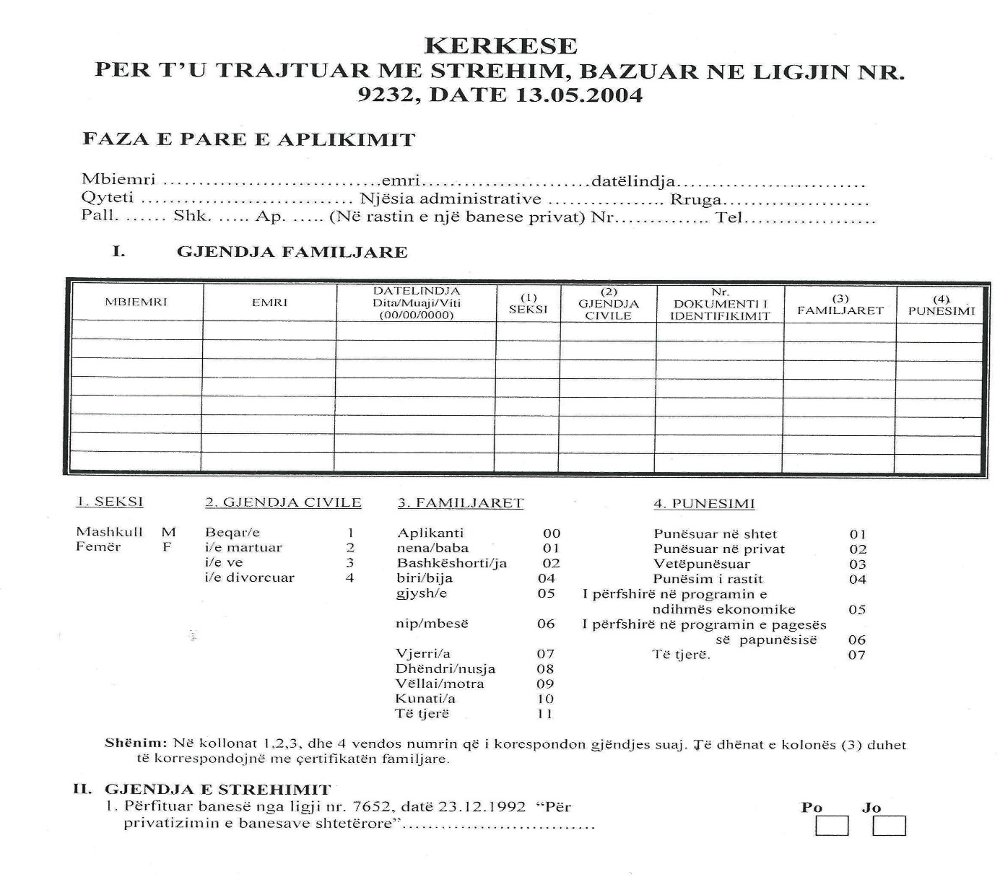 KERKESE
PER T'U TRAJTUAR ME STREHIM, BAZUAR NE LIGJIN NR.
9232, DATE 13.05.2004
FAZA E PARE E APLIKIMIT
Mbiemri ..............................emri........................datëlindja...........................
Qyteti .............................. Njësia administrative ................. Rruga.....................
Pall. ...... Shk. ..... Ap. ..... (Në rastin e një banese privat) Nr.............. Tel...................
I. GJENDJA FAMILJARE
MBIEMRI EMRI DATELINDJA Dita/Muaji/Viti (00/00/0000) (1) SEKSI (2) GJENDJA CIVILE Nr. DOKUMENTI I IDENTIFIKIMIT (3) FAMILJARET (4) PUNESIMI
1. SEKSI 2. GJENDJA CIVILE 3. FAMILJARET 4. PUNESIMI
Mashkull M Beqar/e 1 Aplikanti 00 Punësuar në shtet 01
Femër F i/e martuar 2 nena/baba 01 Punësuar në privat 02
i/e ve 3 Bashkëshorti/ja 02 Vetëpunësuar 03
i/e divorcuar 4 biri/bija 04 Punësim i rastit 04
gjysh/e 05 I përfshirë në programin e
ndihmës ekonomike 05
nip/mbesë 06 I përfshirë në programin e pagesës
së papunësisë 06
Vjerri/a 07 Të tjerë. 07
Dhëndri/nusja 08
Vëllai/motra 09
Kunati/a 10
Të tjerë 11
Shënim: Në kollonat 1,2,3, dhe 4 vendos numrin që i korespondon gjëndjes suaj. Të dhënat e kolonës (3) duhet
të korrespondojnë me çertifikatën familjare.
II. GJENDJA E STREHIMIT
1. Përfituar banesë nga ligji nr. 7652, datë 23.12.1992 “Për Po Jo
privatizimin e banesave shtetërore”.............................